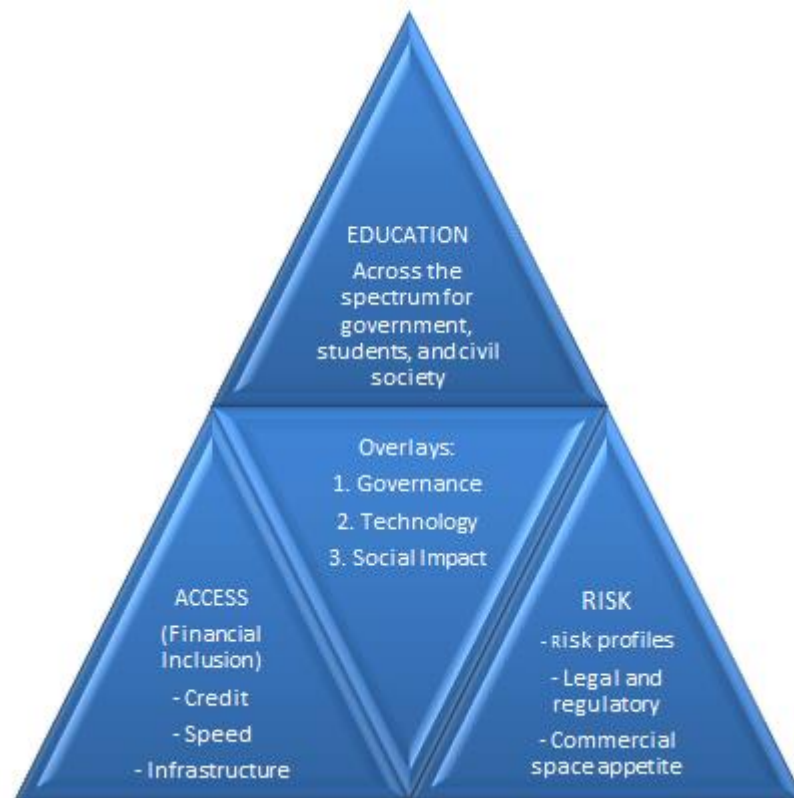 EDUCATION
Across the
spectrum for
government,
students, and civil
society
Overlays:
1. Governance
2. Technology
3. Social Impact
ACCESS
(Financial
Inclusion)
- Credit
- Speed
- Infrastructure
RISK
- Risk profiles
- Legal and
regulatory
- Commercial
space appetite